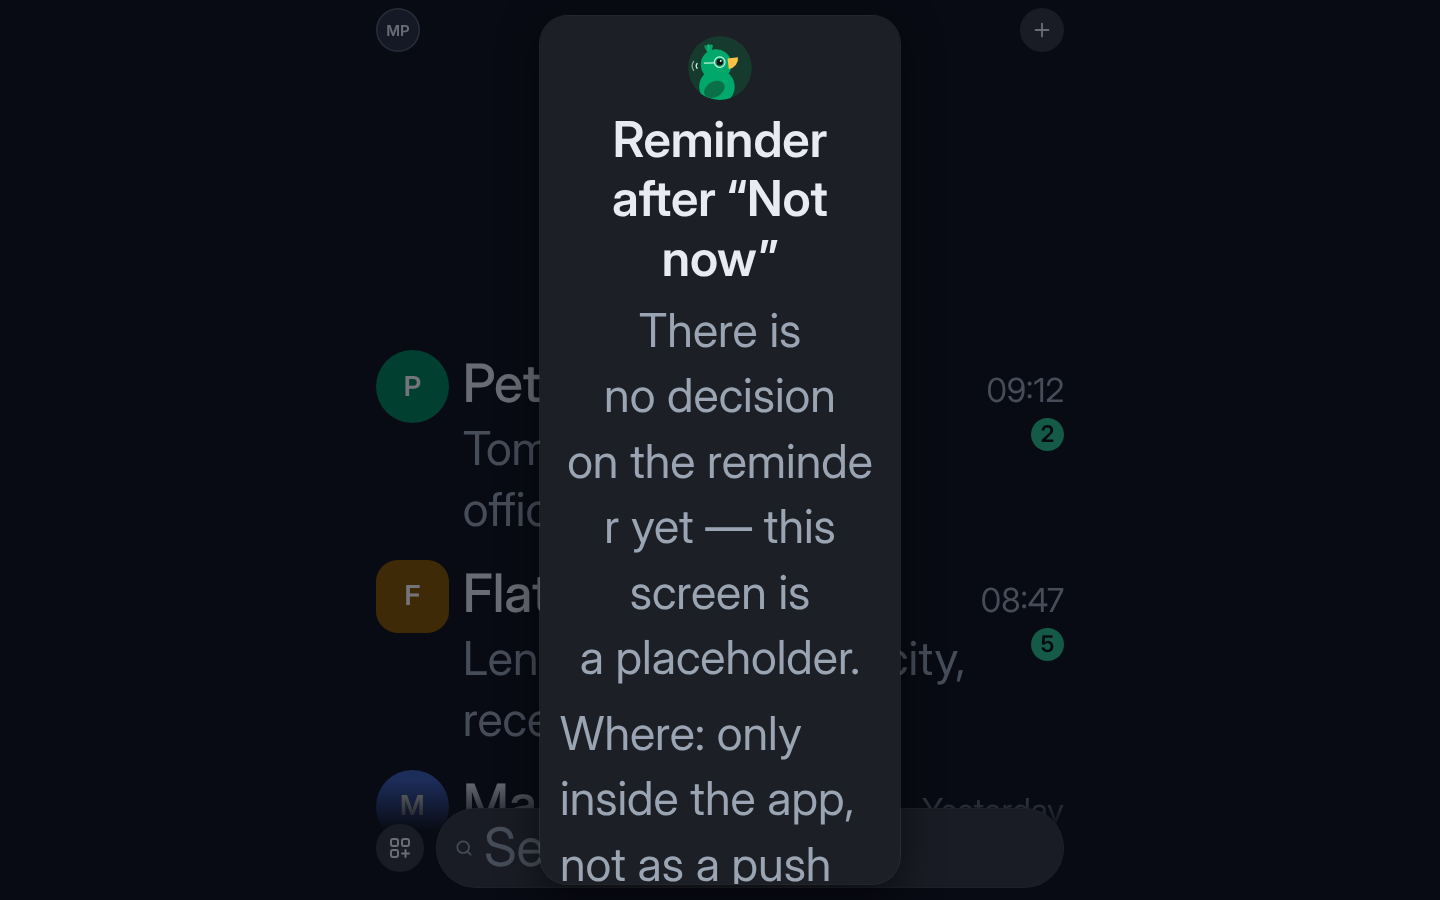 MP
Reminder
after “Not
now”
There is
no decision
on the reminde
r yet — this
screen is
a placeholder.
Where: only
inside the app,
not as a push
P
Pet
09:12
2
Tom
offic
F
Flat
08:47
5
Len
city,
rece
M
Ma
Yesterday
Se